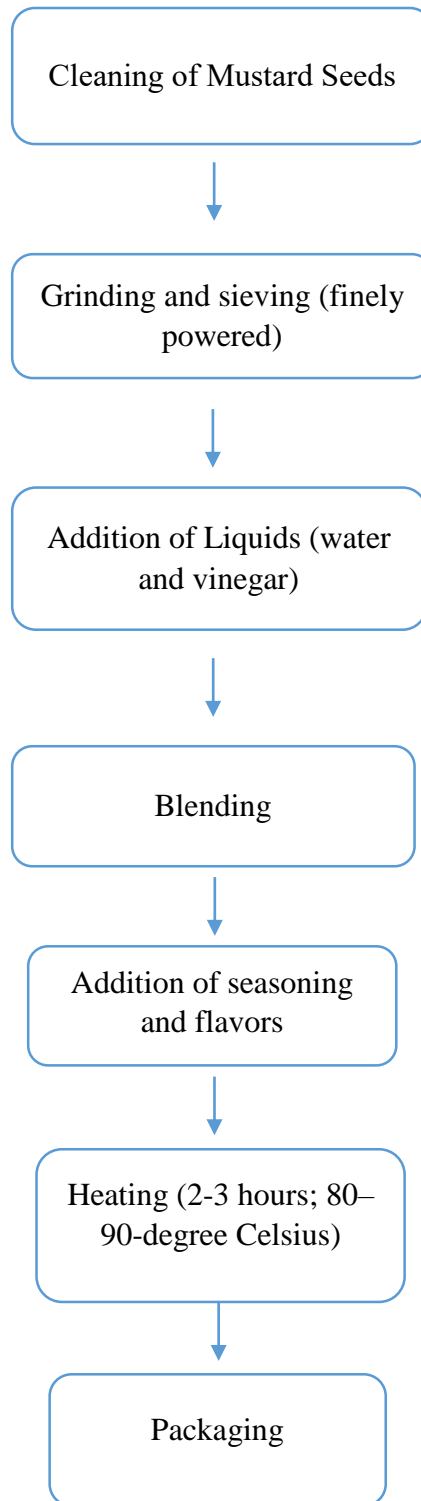 Cleaning of Mustard Seeds
Grinding and sieving (finely
powered)
Addition of Liquids (water
and vinegar)
Blending
Addition of seasoning
and flavors
Heating (2-3 hours; 80–
90-degree Celsius)
Packaging